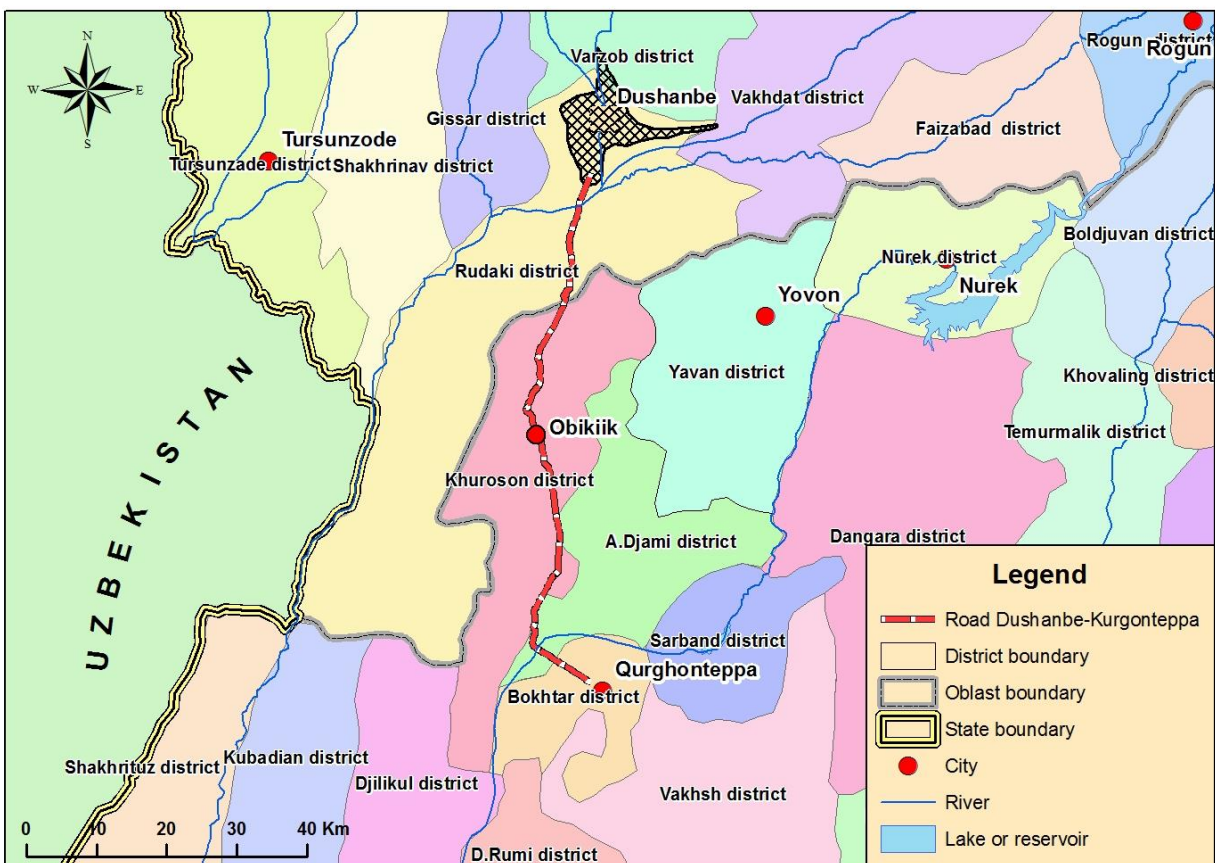 N
W
E
S
Varzob district
Rogun district
Rogun
Dushanbe
Vakhdat district
Gissar district
Faizabad district
Tursunzode
Tursunzade district
Shakhrinav district
Boldjuvan district
Nurek district
Rudaki district
Nurek
Yovon
Yavan district
Khovaling district
Obikiik
Temurmalik district
Khuroson district
UZBEKISTAN
A.Djami district
Dangara district
Sarband district
Qurghonteppa
Bokhtar district
Kubadian district
Shakhrituz district
Djilikul district
Vakhsh district
D.Rumi district
0 10 20 30 40 Km
Legend
Road Dushanbe-Kurgonteppa
District boundary
Oblast boundary
State boundary
City
River
Lake or reservoir